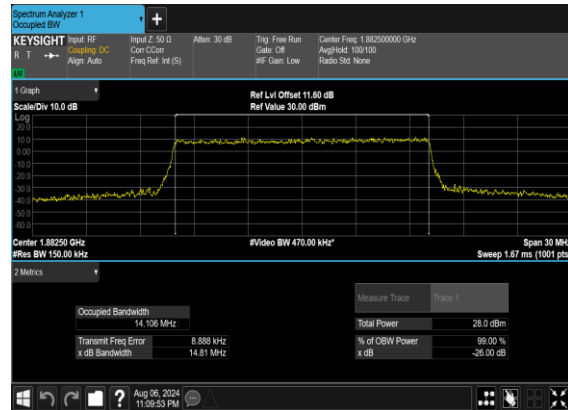 Spectrum Analyzer 1
Occupied BW
+
KEYSIGHT Input: RF Input Z: 50 Ω Atten: 30 dB Trig: Free Run Center Freq: 1.882500000 GHz
R T Coupling: DC Corr CCorr Gate: Off Avg|Hold: 100/100
Align: Auto Freq Ref: Int (S) #IF Gain: Low Radio Std: None
1 Graph Ref Lvl Offset 11.60 dB
Scale/Div 10.0 dB Ref Value 30.00 dBm
Log
20.0
10.0
0.00
-10.0
-20.0
-30.0
-40.0
-50.0
-60.0
Center 1.88250 GHz #Video BW 470.00 kHz* Span 30 MHz
#Res BW 150.00 kHz Sweep 1.67 ms (1001 pts)
2 Metrics
Measure Trace Trace 1
Occupied Bandwidth
14.106 MHz Total Power 28.0 dBm
Transmit Freq Error 8.888 kHz % of OBW Power 99.00 %
x dB Bandwidth 14.81 MHz x dB -26.00 dB
? Aug 06, 2024
11:09:53 PM